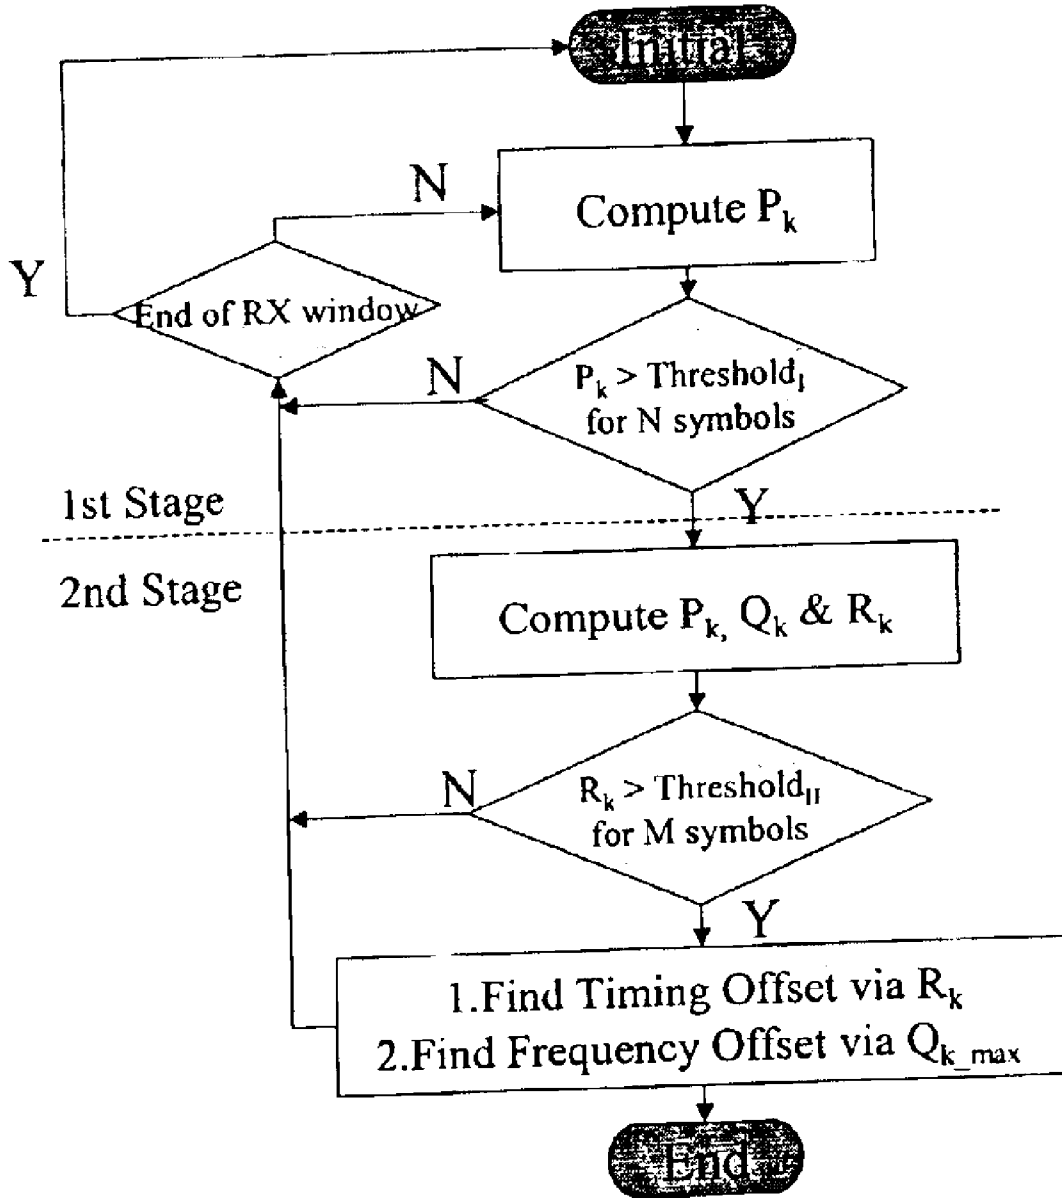 Initial
N
Compute P_k
Y
End of RX window
N
P_k > Threshold_I
for N symbols
1st Stage
Y
2nd Stage
Compute P_k, Q_k & R_k
N
R_k > Threshold_II
for M symbols
Y
1.Find Timing Offset via R_k
2.Find Frequency Offset via Q_k_max
End